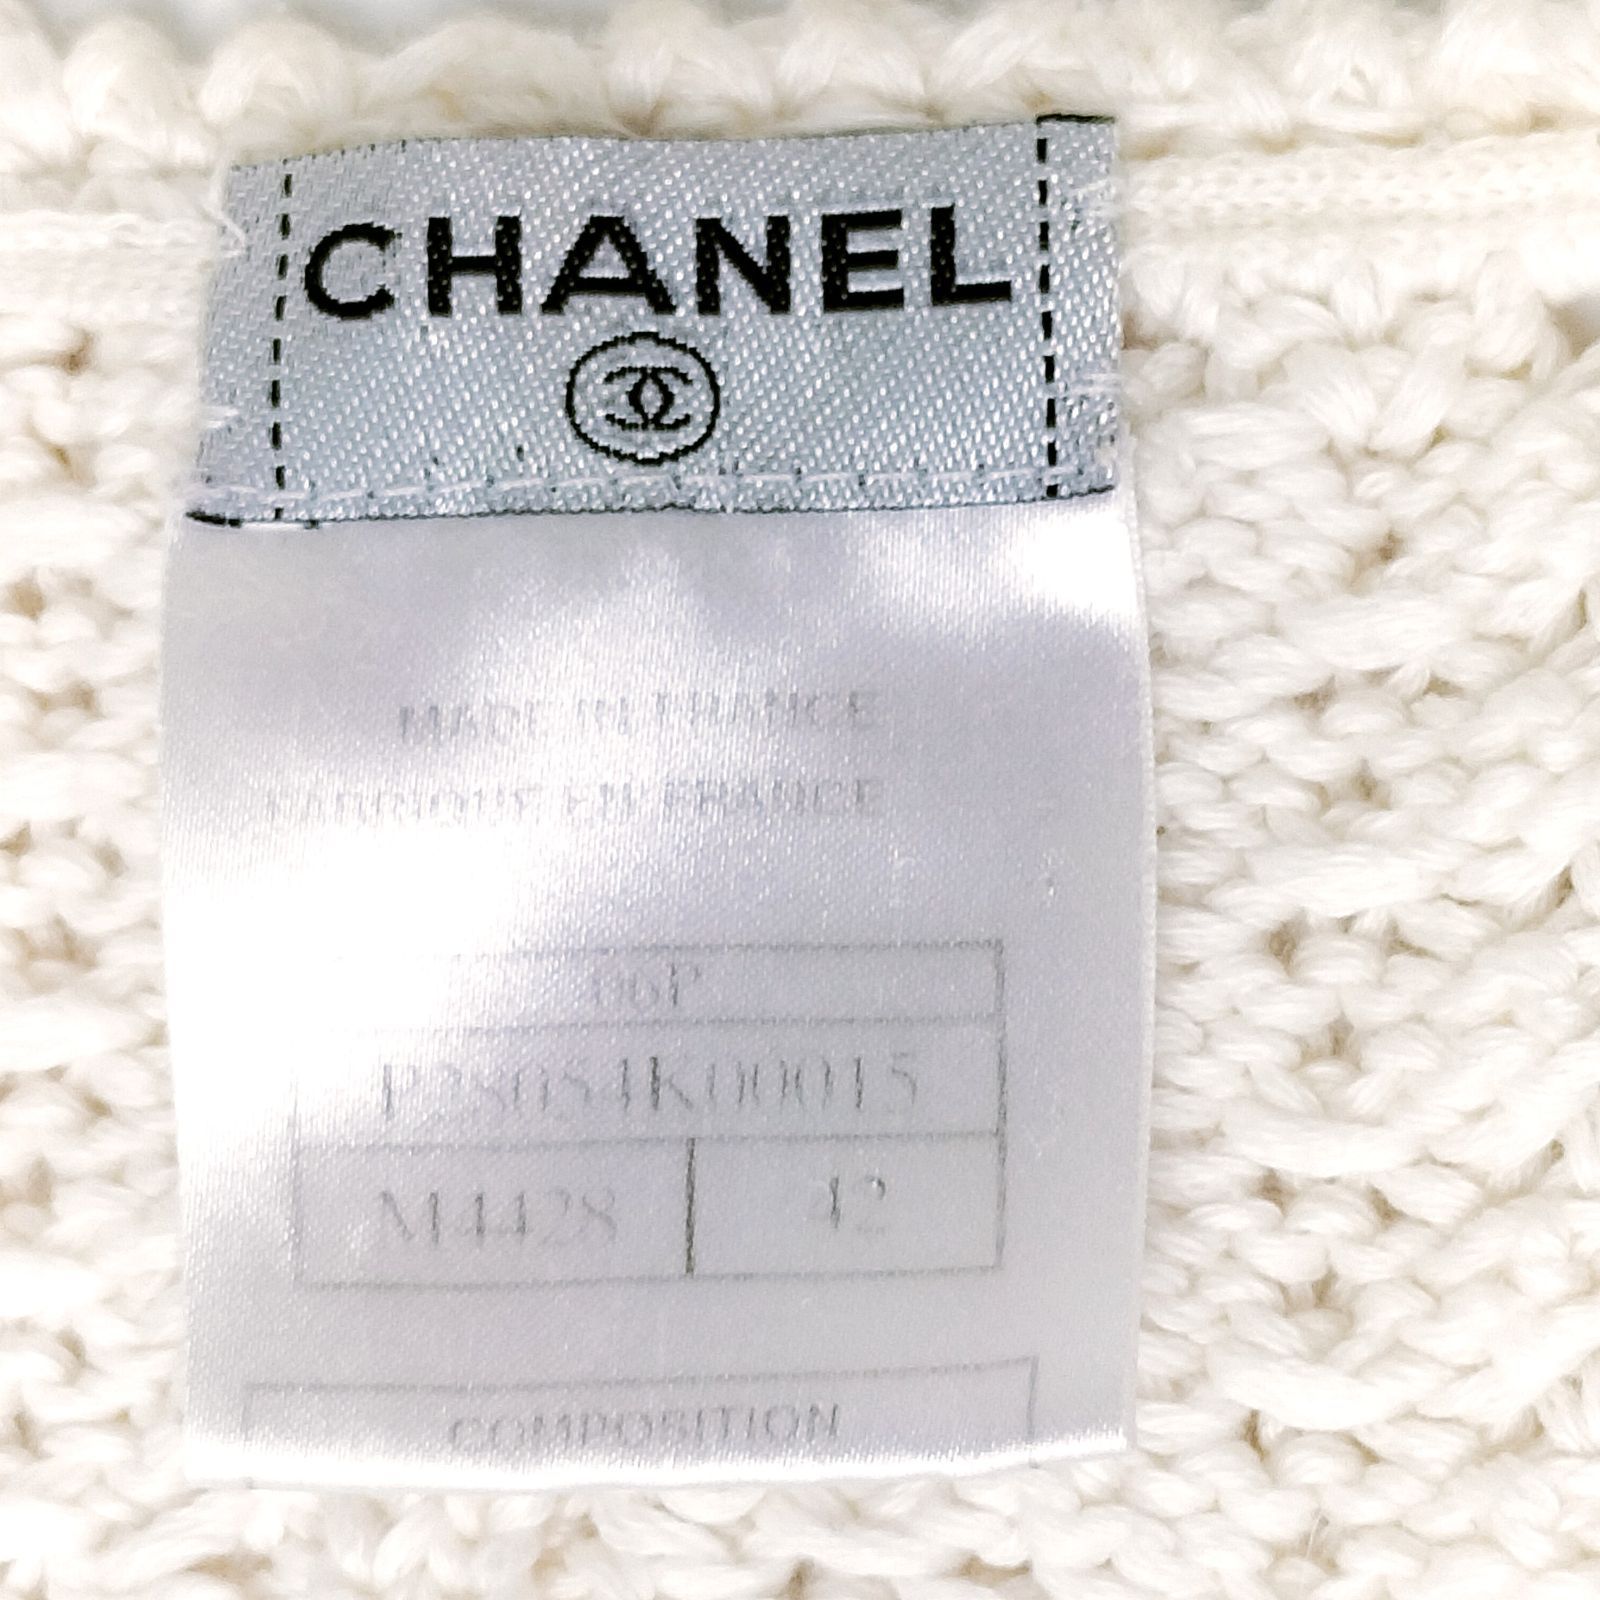 CHANEL
MADE IN FRANCE
FABRIQUE EN FRANCE
06P
P28054K00015
M4428 42
COMPOSITION